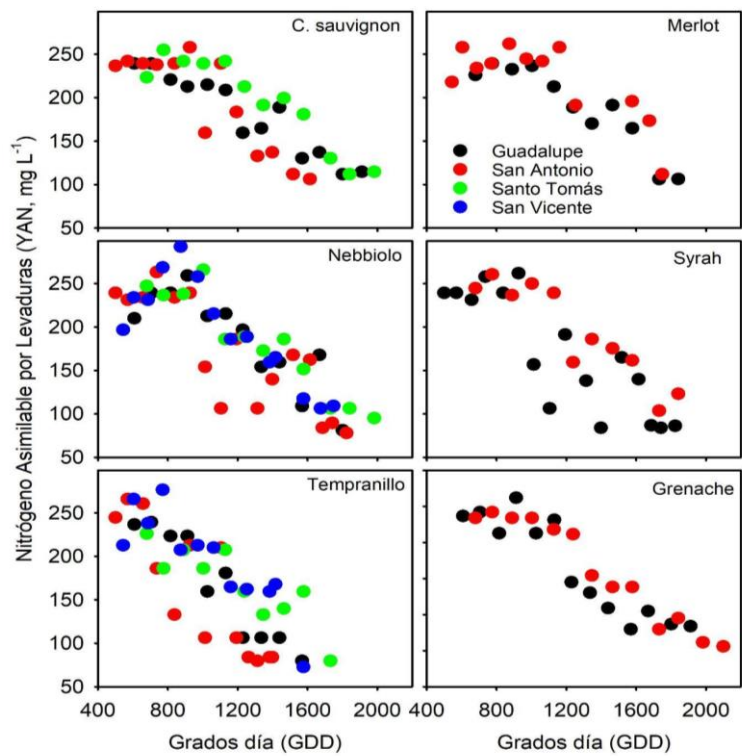 Nitrógeno Asimilable por Levaduras (YAN, mg L⁻¹)
C. sauvignon
300
250
200
150
100
50
Merlot
Guadalupe
San Antonio
Santo Tomás
San Vicente
Nebbiolo
250
200
150
100
50
Syrah
Tempranillo
250
200
150
100
50
400 800 1200 1600 2000
Grados día (GDD)
Grenache
400 800 1200 1600 2000
Grados día (GDD)